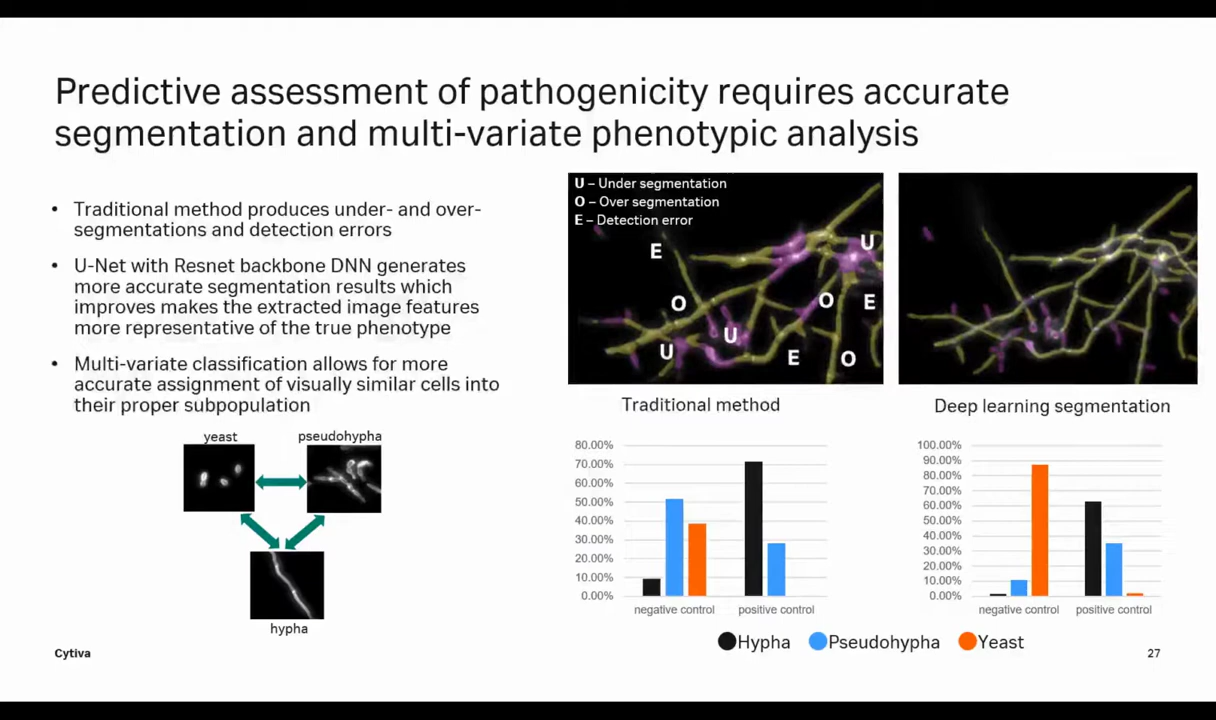 Predictive assessment of pathogenicity requires accurate
segmentation and multi-variate phenotypic analysis
• Traditional method produces under- and over-
segmentations and detection errors
• U-Net with Resnet backbone DNN generates
more accurate segmentation results which
improves makes the extracted image features
more representative of the true phenotype
• Multi-variate classification allows for more
accurate assignment of visually similar cells into
their proper subpopulation
yeast
pseudohypha
hypha
U – Under segmentation
O – Over segmentation
E – Detection error
E
U
O
O
E
U
U
E
O
Traditional method
Deep learning segmentation
80.00%
70.00%
60.00%
50.00%
40.00%
30.00%
20.00%
10.00%
0.00%
negative control
positive control
100.00%
90.00%
80.00%
70.00%
60.00%
50.00%
40.00%
30.00%
20.00%
10.00%
0.00%
negative control
positive control
Hypha Pseudohypha Yeast
Cytiva
27